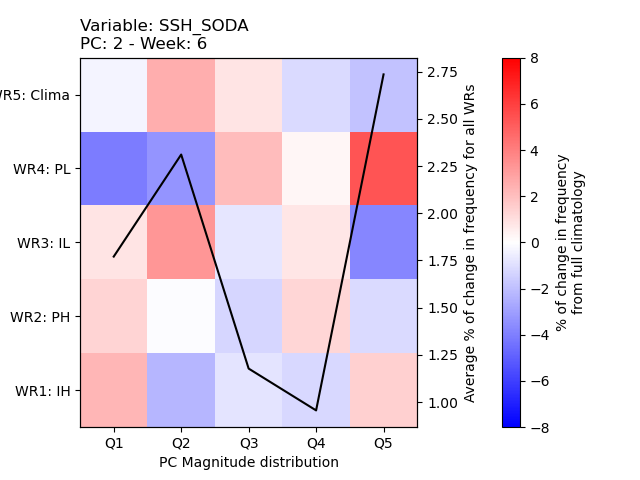 Variable: SSH_SODA
PC: 2 - Week: 6
WR5: Clima
WR4: PL
WR3: IL
WR2: PH
WR1: IH
Q1 Q2 Q3 Q4 Q5
PC Magnitude distribution
2.75
2.50
2.25
2.00
1.75
1.50
1.25
1.00
Average % of change in frequency for all WRs
8
6
4
2
0
−2
−4
−6
−8
% of change in frequency
from full climatology